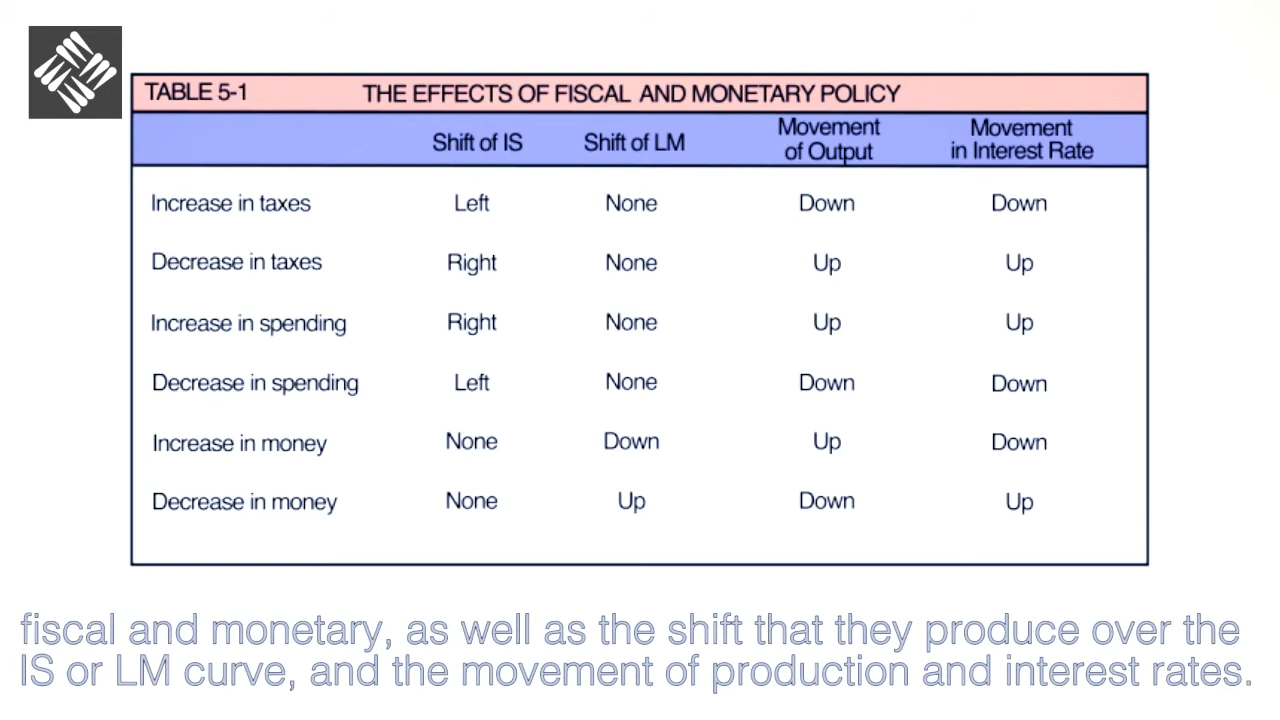 TABLE 5-1 THE EFFECTS OF FISCAL AND MONETARY POLICY
Shift of IS Shift of LM Movement of Output Movement in Interest Rate
Increase in taxes Left None Down Down
Decrease in taxes Right None Up Up
Increase in spending Right None Up Up
Decrease in spending Left None Down Down
Increase in money None Down Up Down
Decrease in money None Up Down Up
fiscal and monetary, as well as the shift that they produce over the
IS or LM curve, and the movement of production and interest rates.